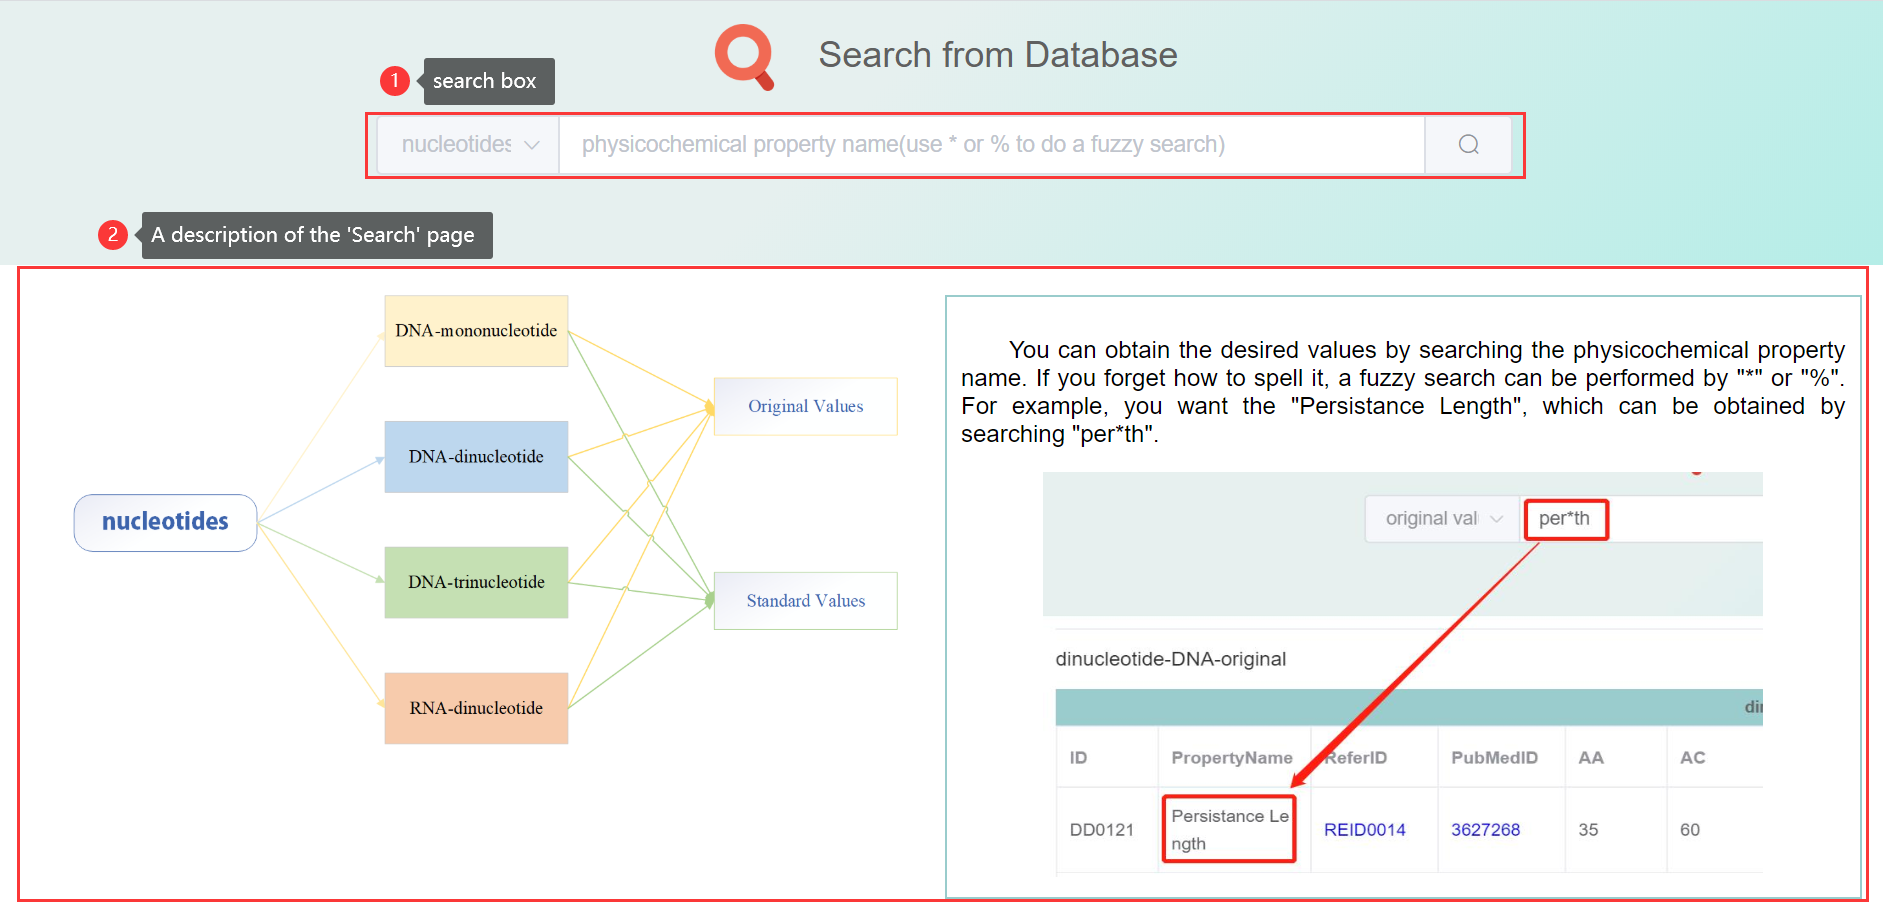 Search from Database
1 search box
nucleotides
physicochemical property name(use * or % to do a fuzzy search)
2 A description of the 'Search' page
nucleotides
DNA-mononucleotide
DNA-dinucleotide
DNA-trinucleotide
RNA-dinucleotide
Original Values
Standard Values
You can obtain the desired values by searching the physicochemical property
name. If you forget how to spell it, a fuzzy search can be performed by "*" or "%".
For example, you want the "Persistance Length", which can be obtained by
searching "per*th".
original val per*th
dinucleotide-DNA-original
din
ID PropertyName ReferID PubMedID AA AC
DD0121 Persistance Le
ngth REID0014 3627268 35 60